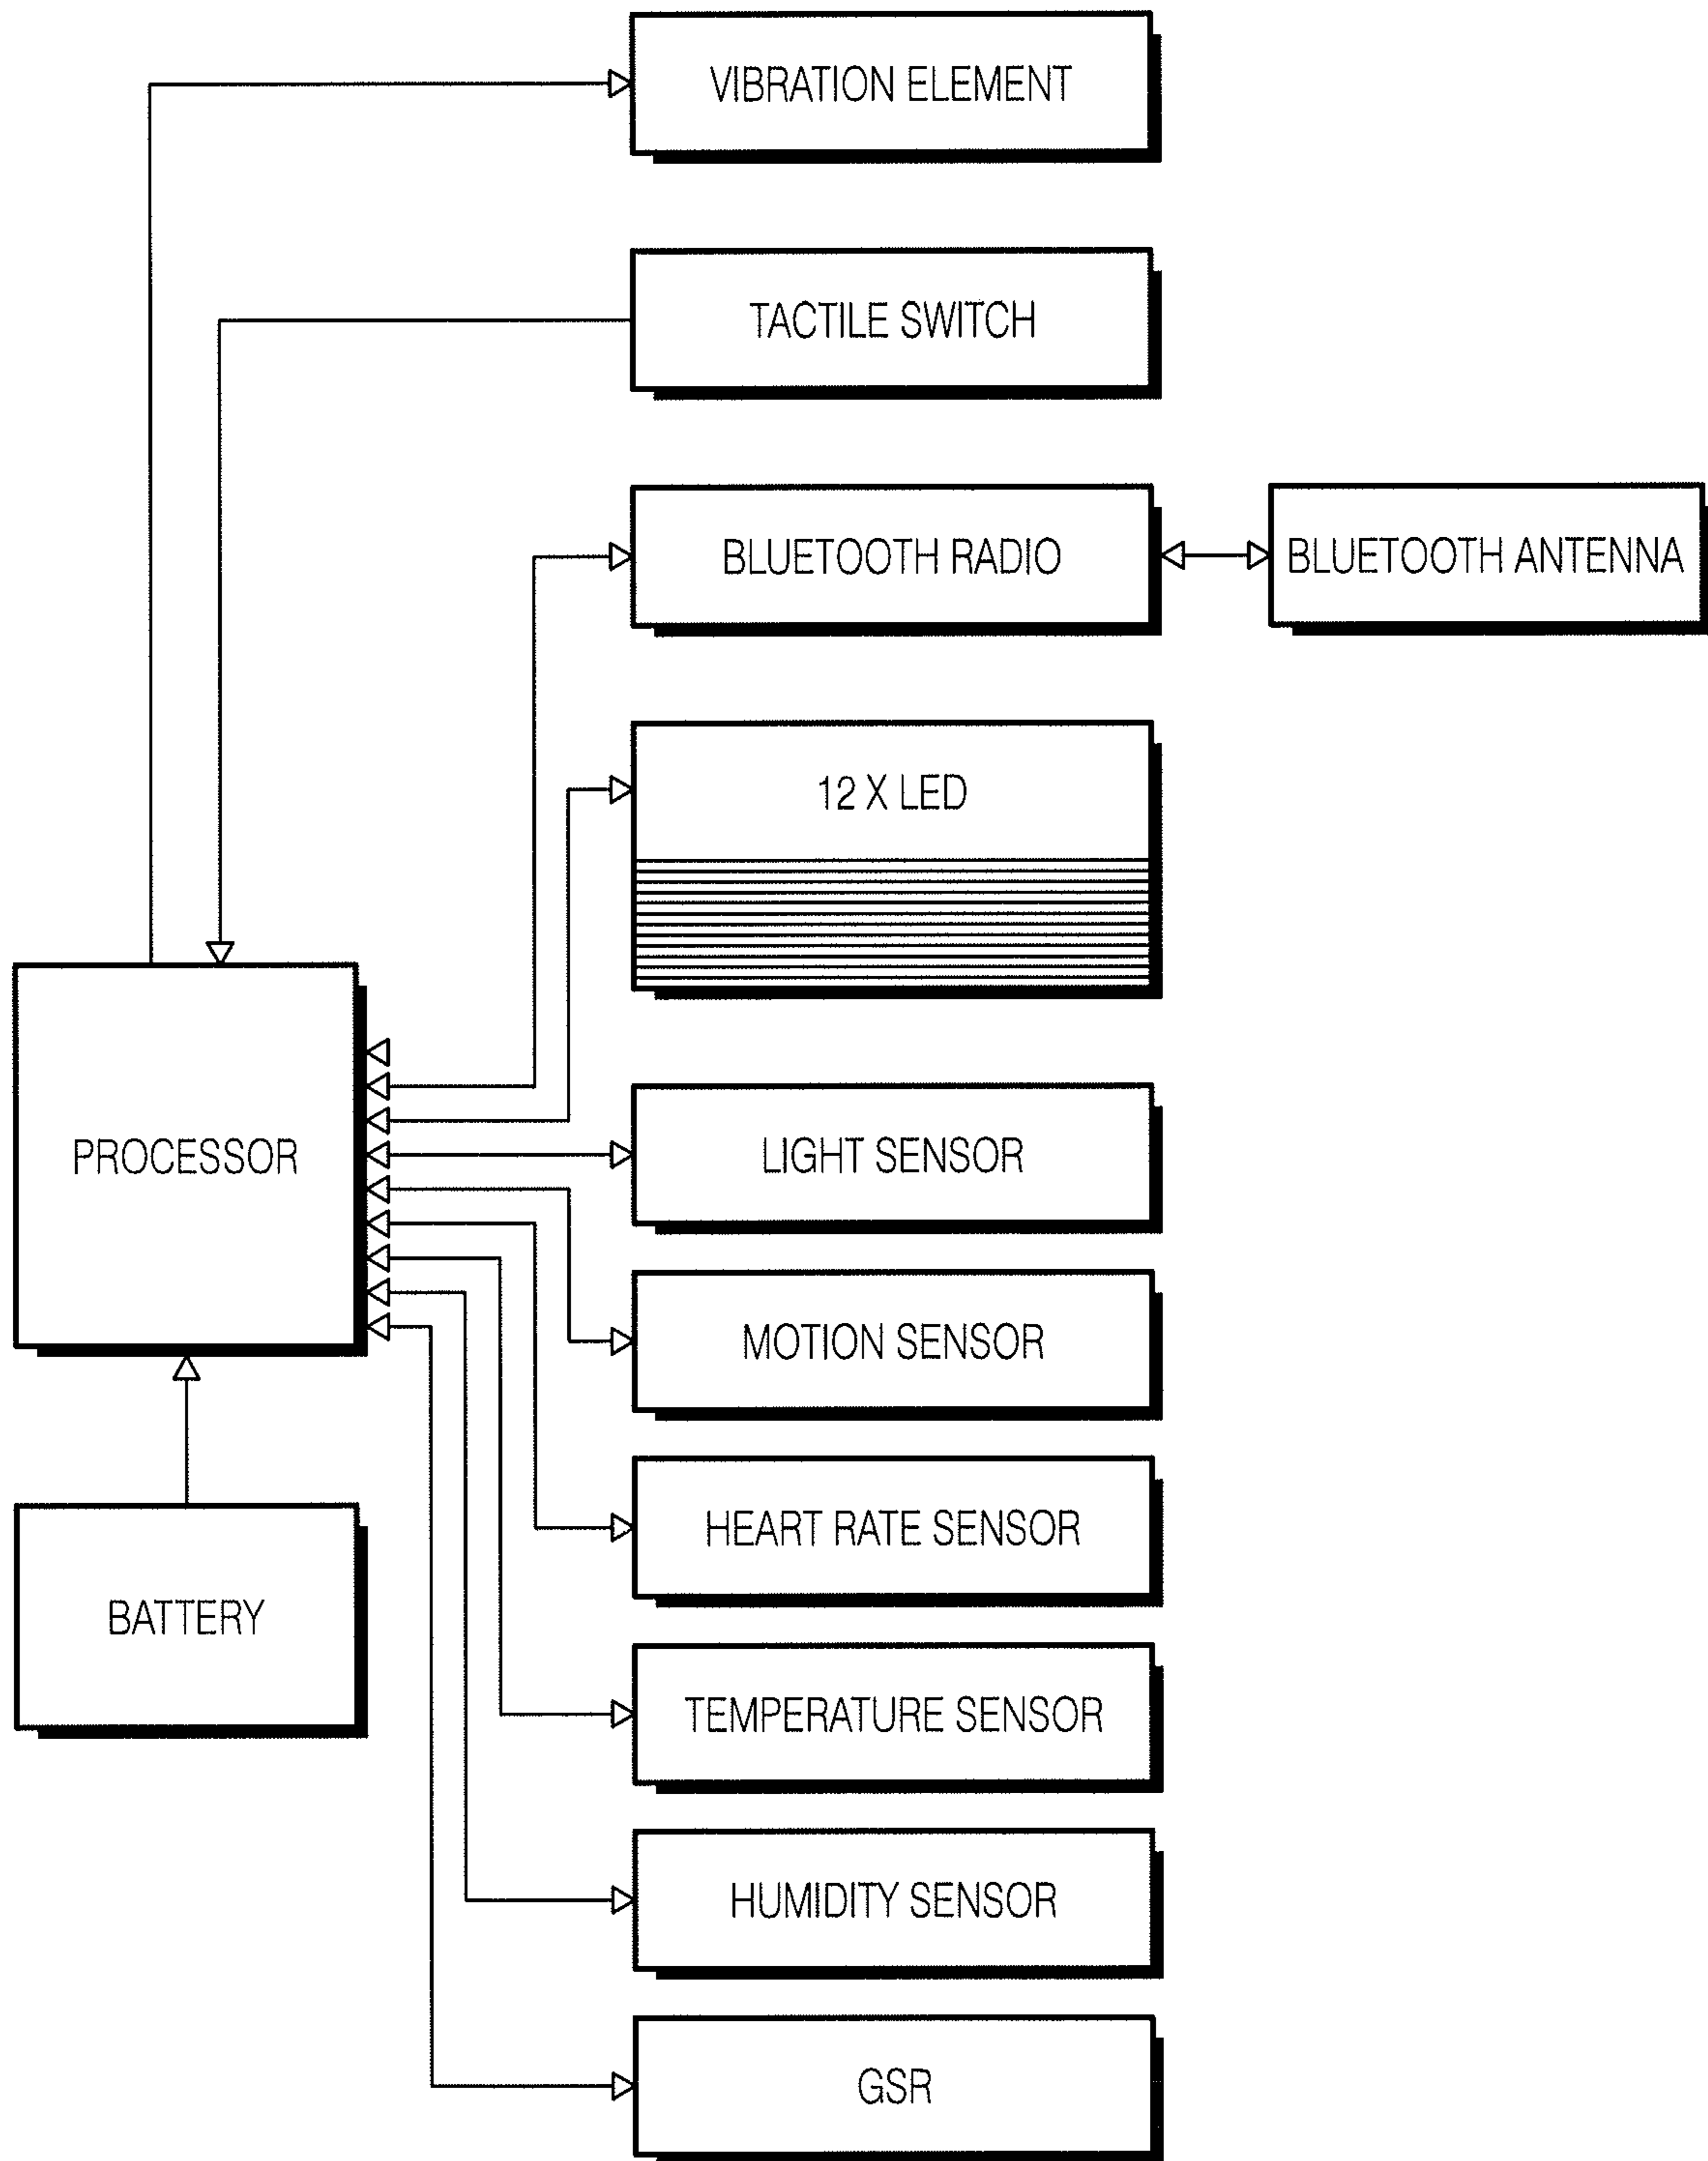 VIBRATION ELEMENT
TACTILE SWITCH
BLUETOOTH RADIO
BLUETOOTH ANTENNA
12 X LED
PROCESSOR
LIGHT SENSOR
MOTION SENSOR
HEART RATE SENSOR
BATTERY
TEMPERATURE SENSOR
HUMIDITY SENSOR
GSR